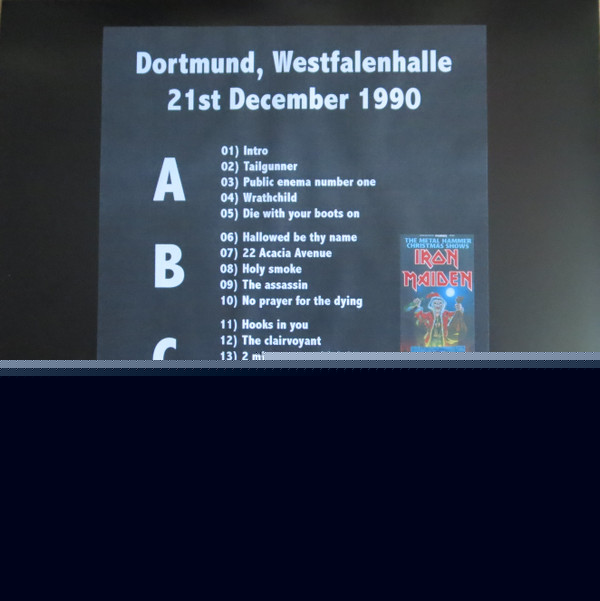 Dortmund, Westfalenhalle
21st December 1990
A
01) Intro
02) Tailgunner
03) Public enema number one
04) Wrathchild
05) Die with your boots on
B
06) Hallowed be thy name
07) 22 Acacia Avenue
08) Holy smoke
09) The assassin
10) No prayer for the dying
THE METAL HAMMER
CHRISTMAS SHOWS
IRON
MAIDEN
C
11) Hooks in you
12) The clairvoyant
13) 2